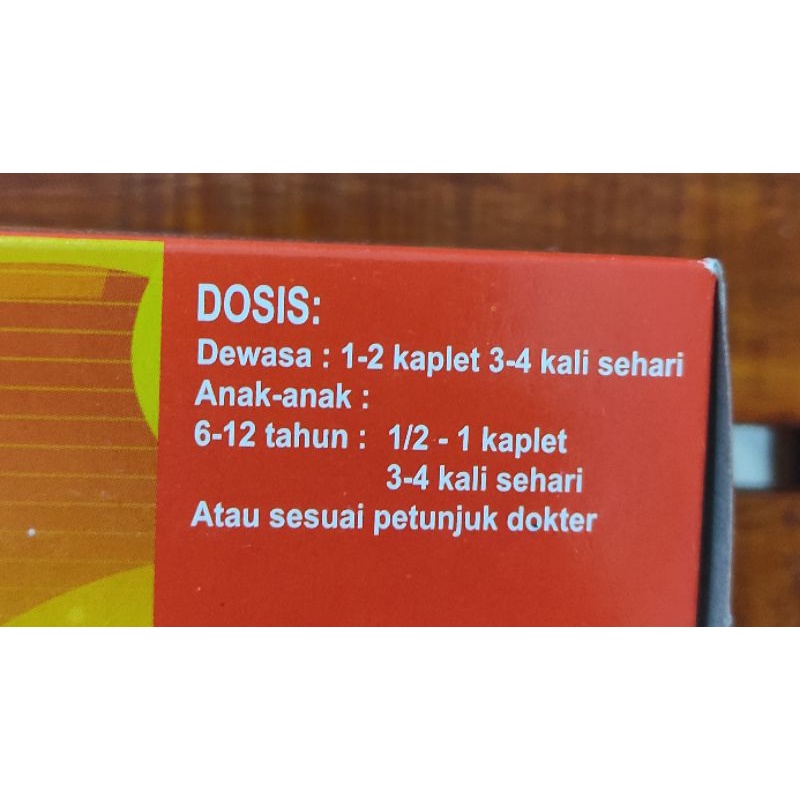 DOSIS:
Dewasa : 1-2 kaplet 3-4 kali sehari
Anak-anak :
6-12 tahun : 1/2 - 1 kaplet
3-4 kali sehari
Atau sesuai petunjuk dokter